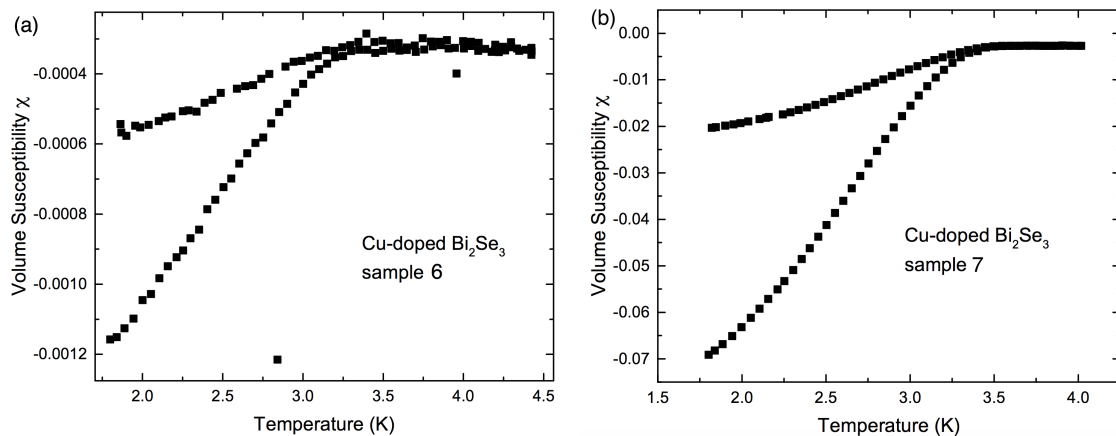 (a)
-0.0004
-0.0006
-0.0008
-0.0010
-0.0012
Volume Susceptibility χ
2.0 2.5 3.0 3.5 4.0 4.5
Temperature (K)
Cu-doped Bi₂Se₃
sample 6
(b)
0.00
-0.01
-0.02
-0.03
-0.04
-0.05
-0.06
-0.07
Volume Susceptibility χ
1.5 2.0 2.5 3.0 3.5 4.0
Temperature (K)
Cu-doped Bi₂Se₃
sample 7